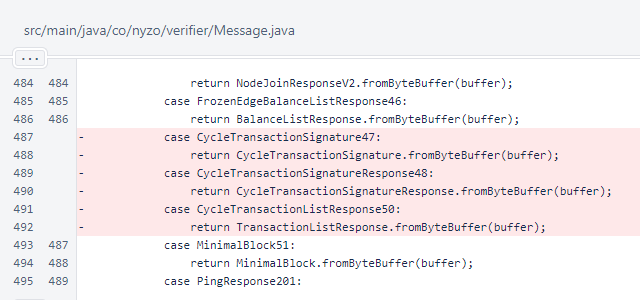 src/main/java/co/nyzo/verifier/Message.java
...
484 484 return NodeJoinResponseV2.fromByteBuffer(buffer);
485 485 case FrozenEdgeBalanceListResponse46:
486 486 return BalanceListResponse.fromByteBuffer(buffer);
487 - case CycleTransactionSignature47:
488 - return CycleTransactionSignature.fromByteBuffer(buffer);
489 - case CycleTransactionSignatureResponse48:
490 - return CycleTransactionSignatureResponse.fromByteBuffer(buffer);
491 - case CycleTransactionListResponse50:
492 - return TransactionListResponse.fromByteBuffer(buffer);
493 487 case MinimalBlock51:
494 488 return MinimalBlock.fromByteBuffer(buffer);
495 489 case PingResponse201: